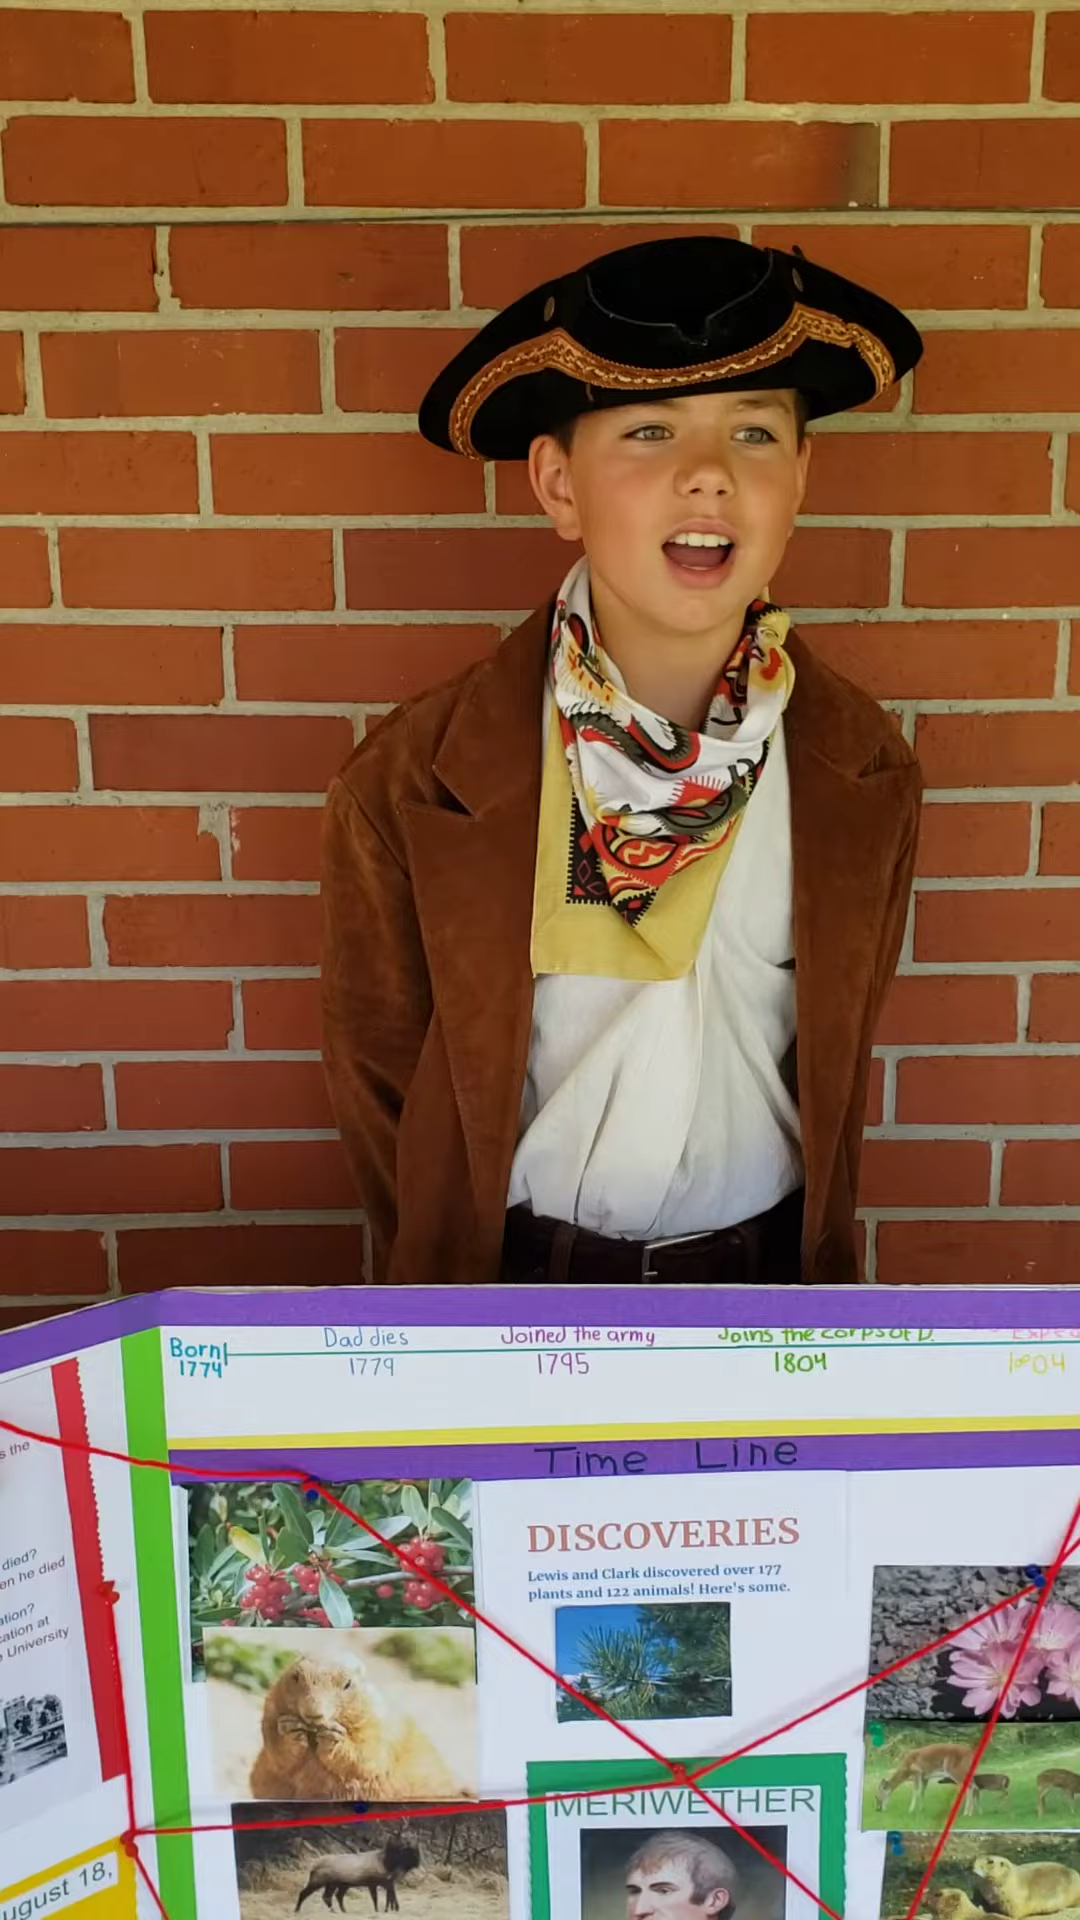 Born
1774
Dad dies
1779
Joined the army
1795
Joins the corps of D.
1804
1804
Time Line
DISCOVERIES
Lewis and Clark discovered over 177
plants and 122 animals! Here's some.
MERIWETHER
s the
died?
en he died
ation?
cation at
University
ugust 18,